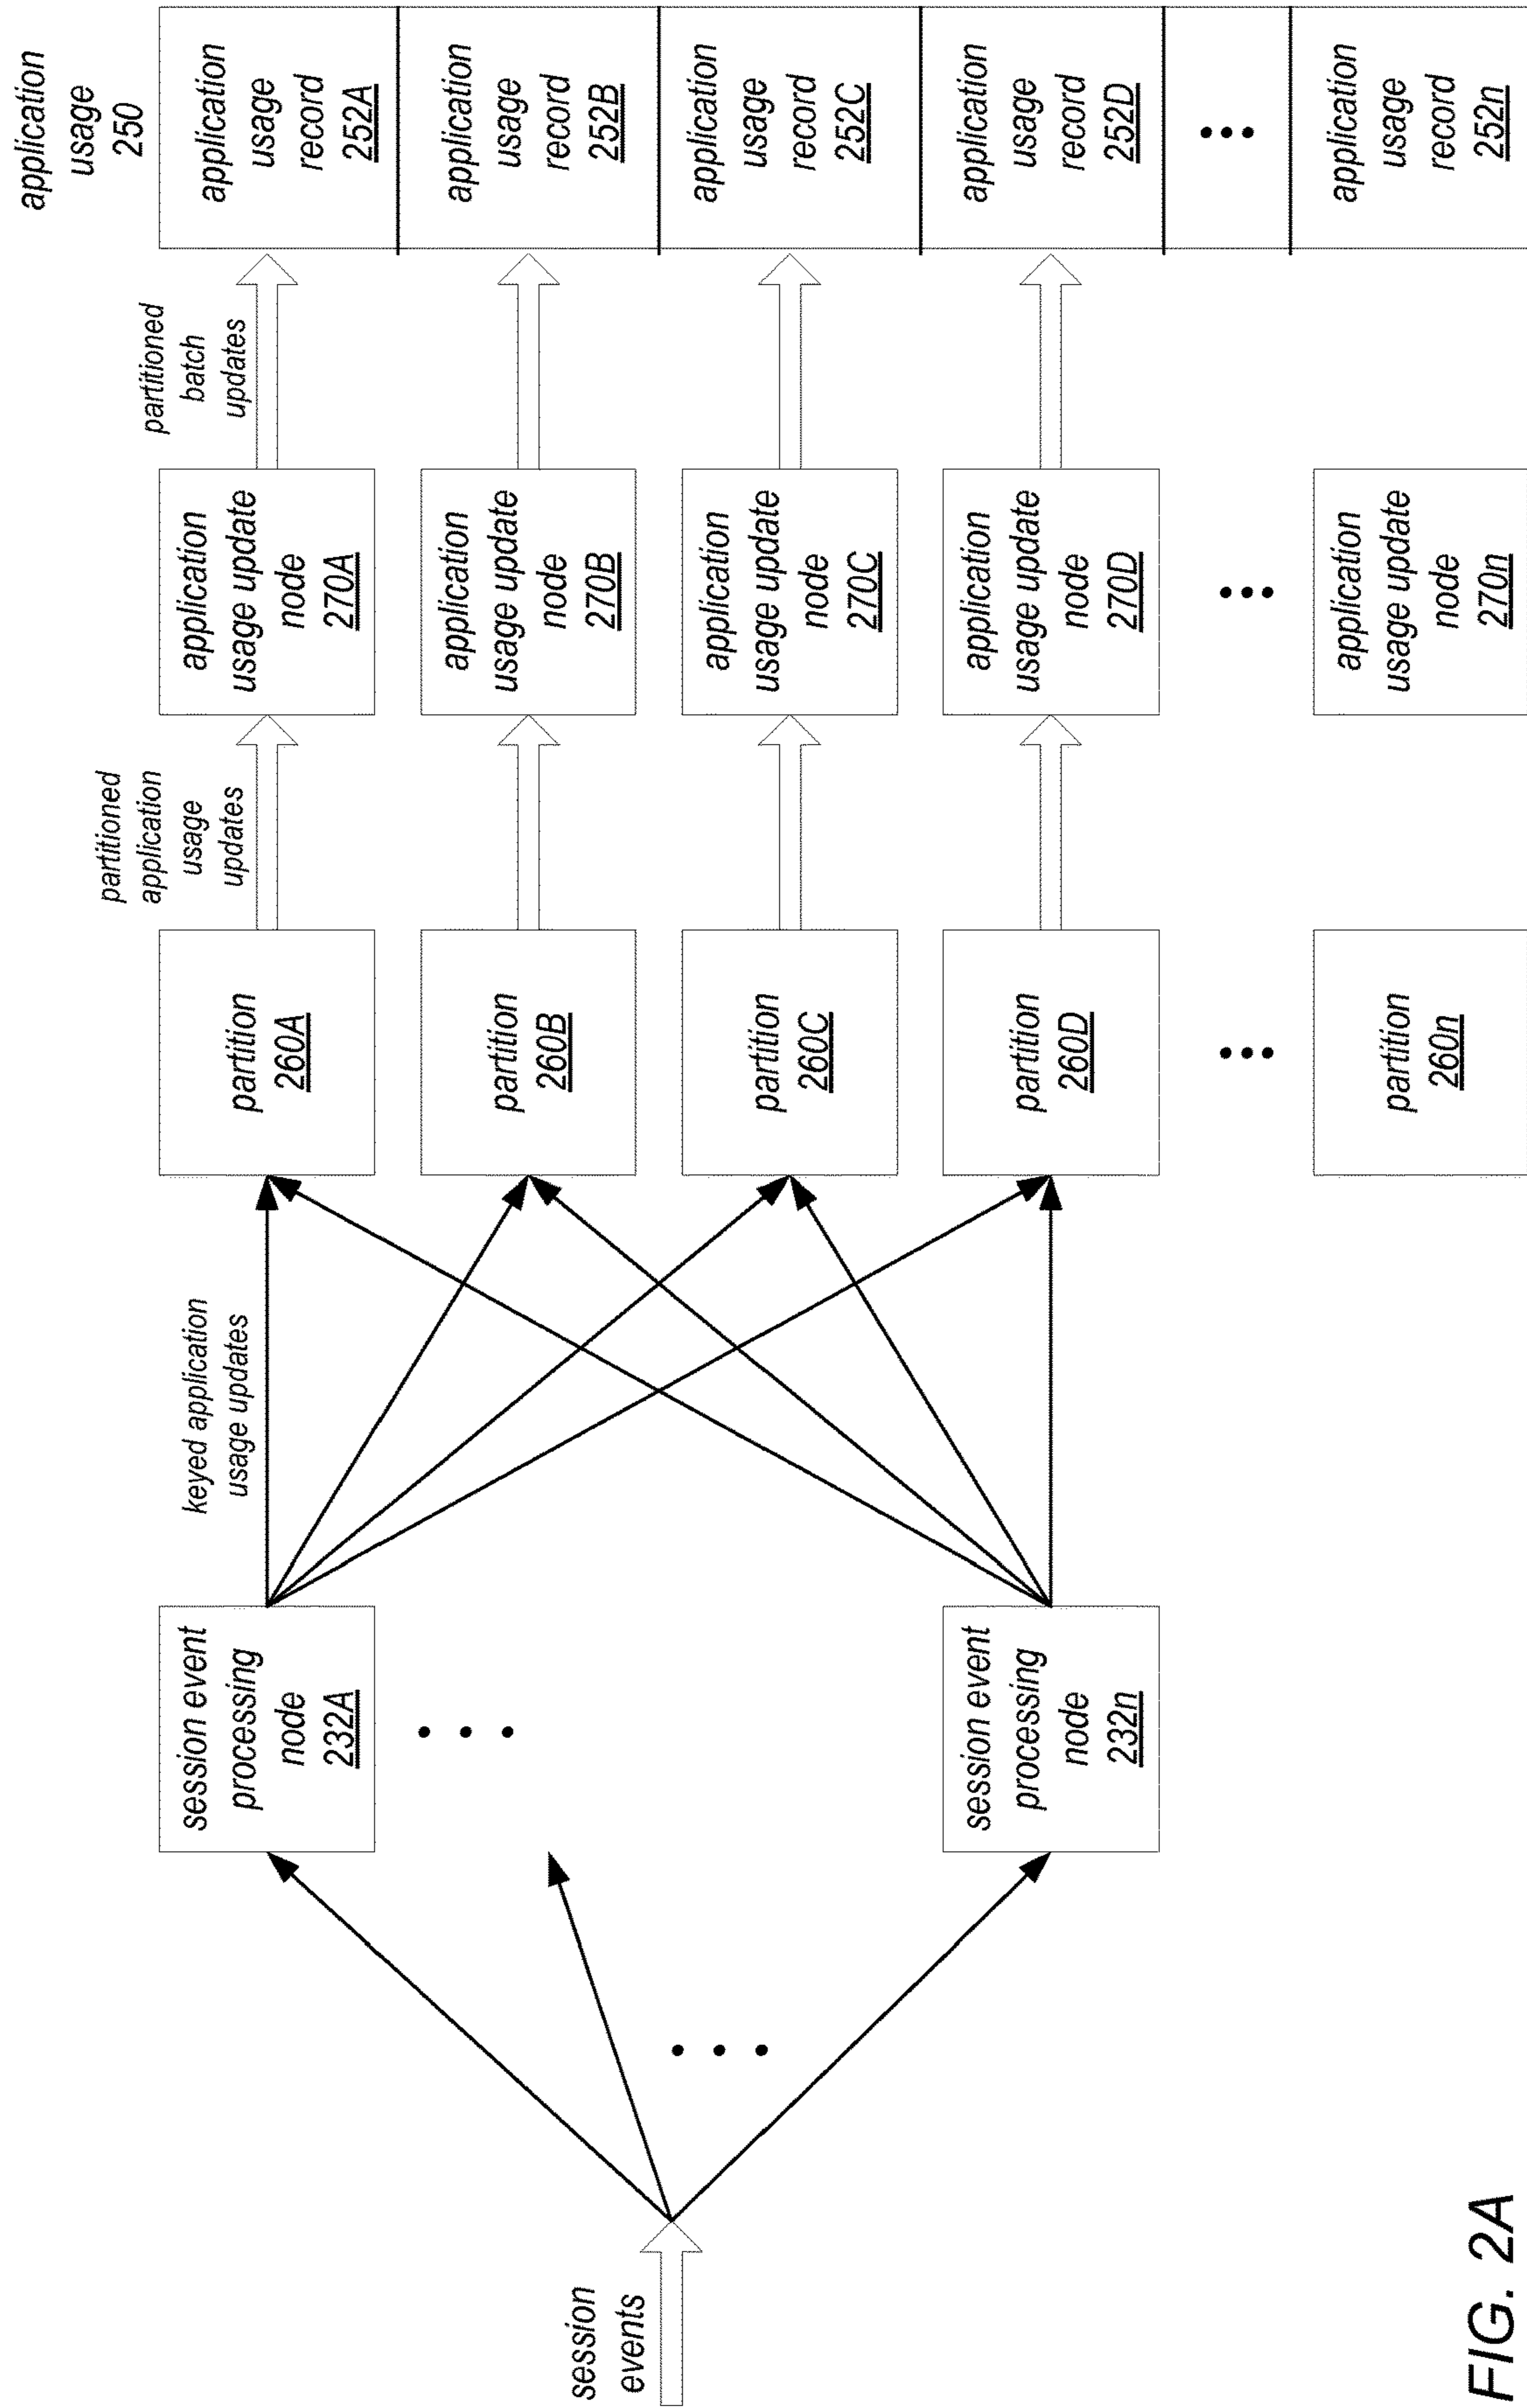 application
usage
250
session
events
session event
processing
node
232A
session event
processing
node
232n
keyed application
usage updates
partition
260A
partition
260B
partition
260C
partition
260D
partition
260n
partitioned
application
usage
updates
application
usage update
node
270A
application
usage update
node
270B
application
usage update
node
270C
application
usage update
node
270D
application
usage update
node
270n
partitioned
batch
updates
application
usage
record
252A
application
usage
record
252B
application
usage
record
252C
application
usage
record
252D
application
usage
record
252n
FIG. 2A